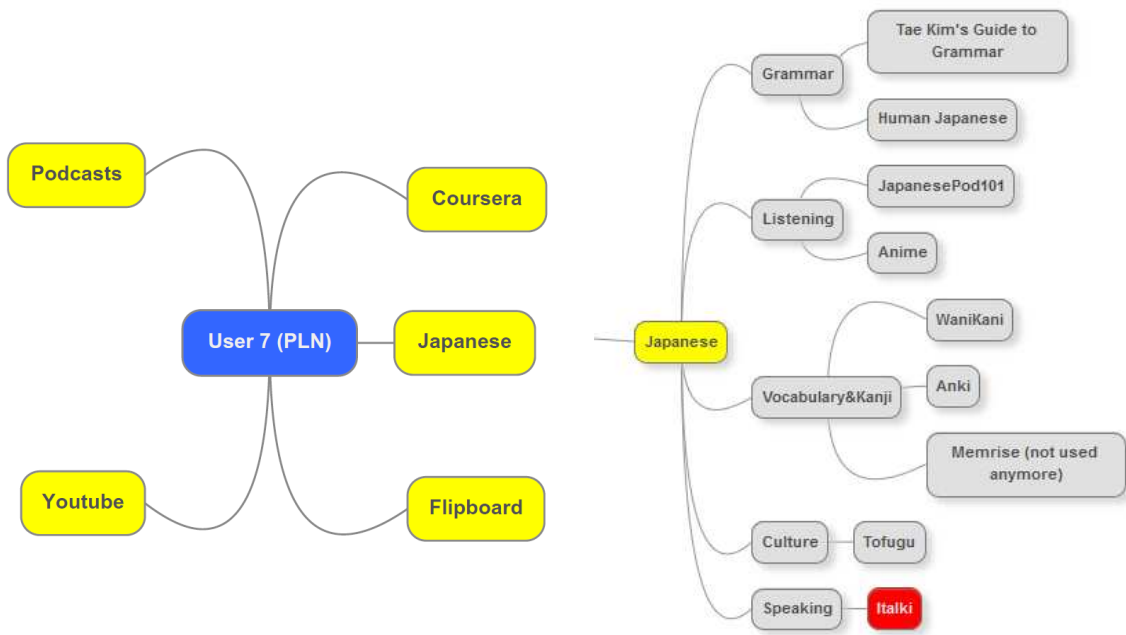 Podcasts
Coursera
User 7 (PLN)
Japanese
Youtube
Flipboard
Japanese
Grammar
Tae Kim's Guide to
Grammar
Human Japanese
Listening
JapanesePod101
Anime
Vocabulary&Kanji
WaniKani
Anki
Memrise (not used
anymore)
Culture
Tofugu
Speaking
Italki